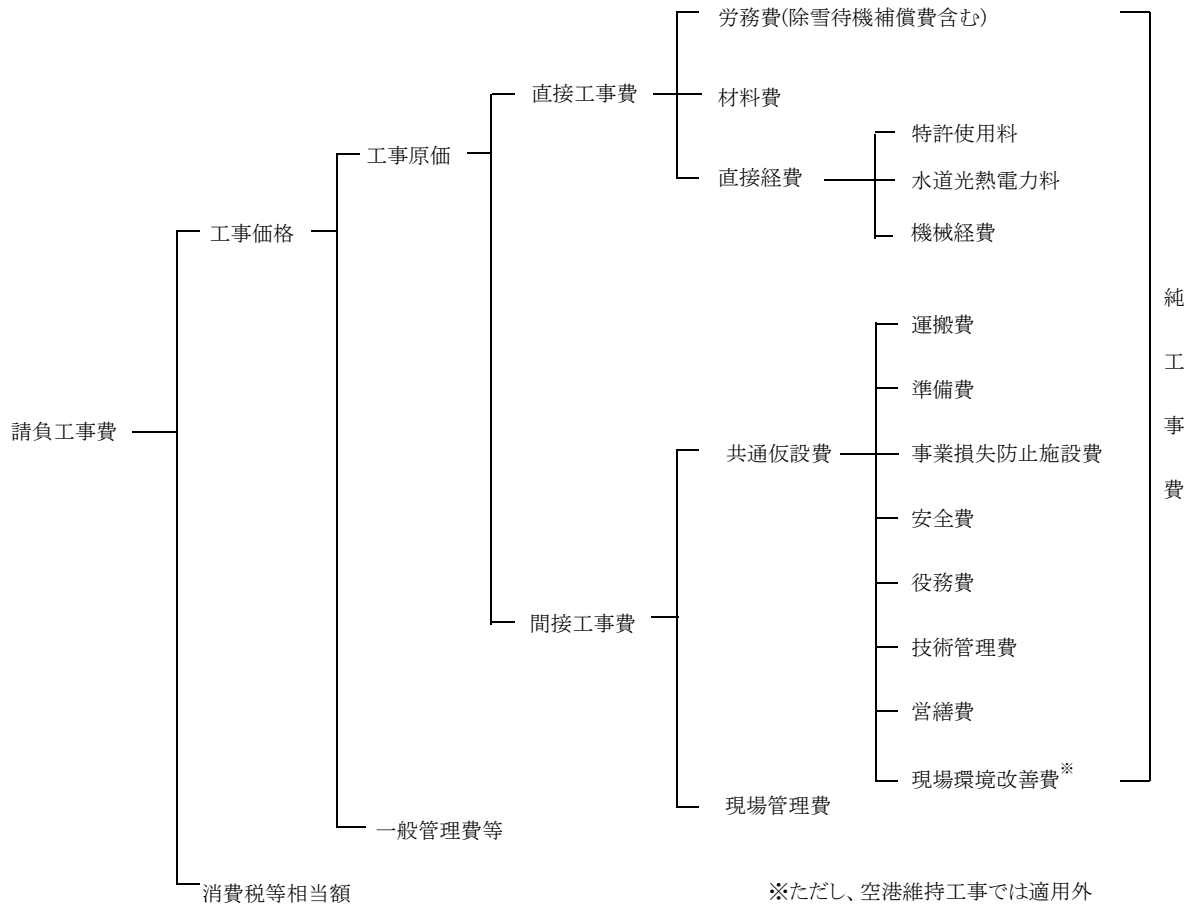 労務費(除雪待機補償費含む)
直接工事費
材料費
特許使用料
工事原価
直接経費
水道光熱電力料
工事価格
機械経費
純工事費
運搬費
準備費
請負工事費
共通仮設費
事業損失防止施設費
安全費
役務費
間接工事費
技術管理費
営繕費
現場環境改善費※
現場管理費
一般管理費等
消費税等相当額
※ただし、空港維持工事では適用外